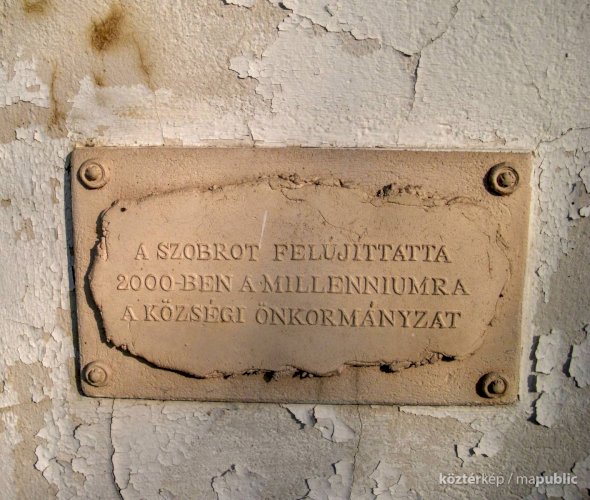 A SZOBROT FELÚJÍTTATTA
2000-BEN A MILLENNIUMRA
A KÖZSÉGI ÖNKORMÁNYZAT
köztérkép / mapublic